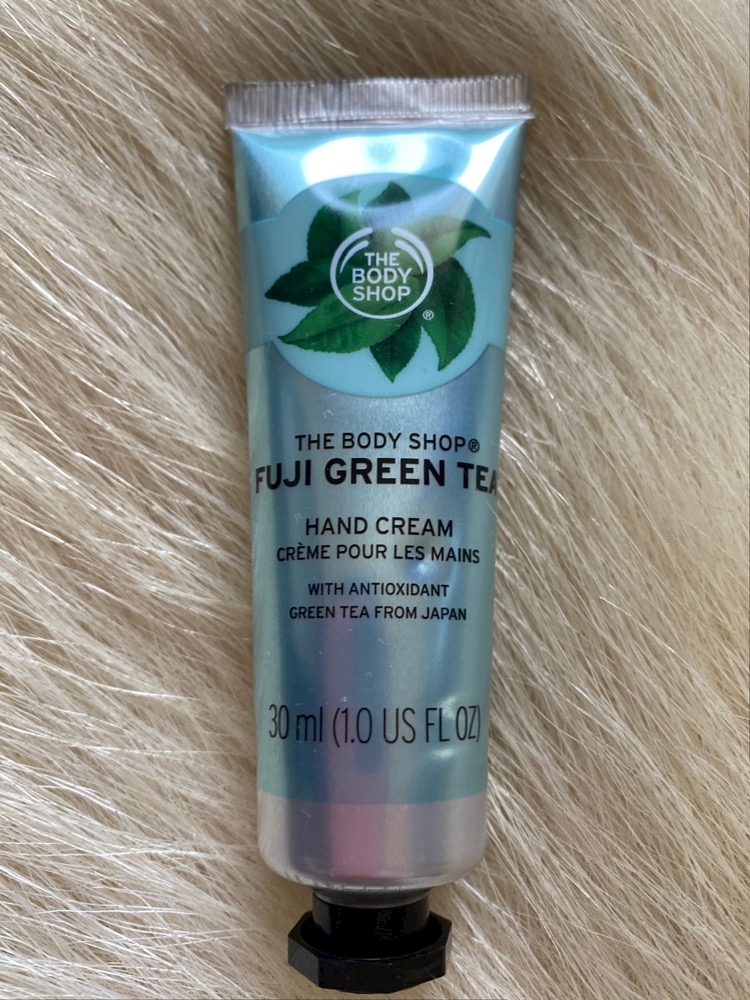 THE
BODY
SHOP
®
THE BODY SHOP®
FUJI GREEN TEA
HAND CREAM
CRÈME POUR LES MAINS
WITH ANTIOXIDANT
GREEN TEA FROM JAPAN
30 ml (1.0 US FL OZ)